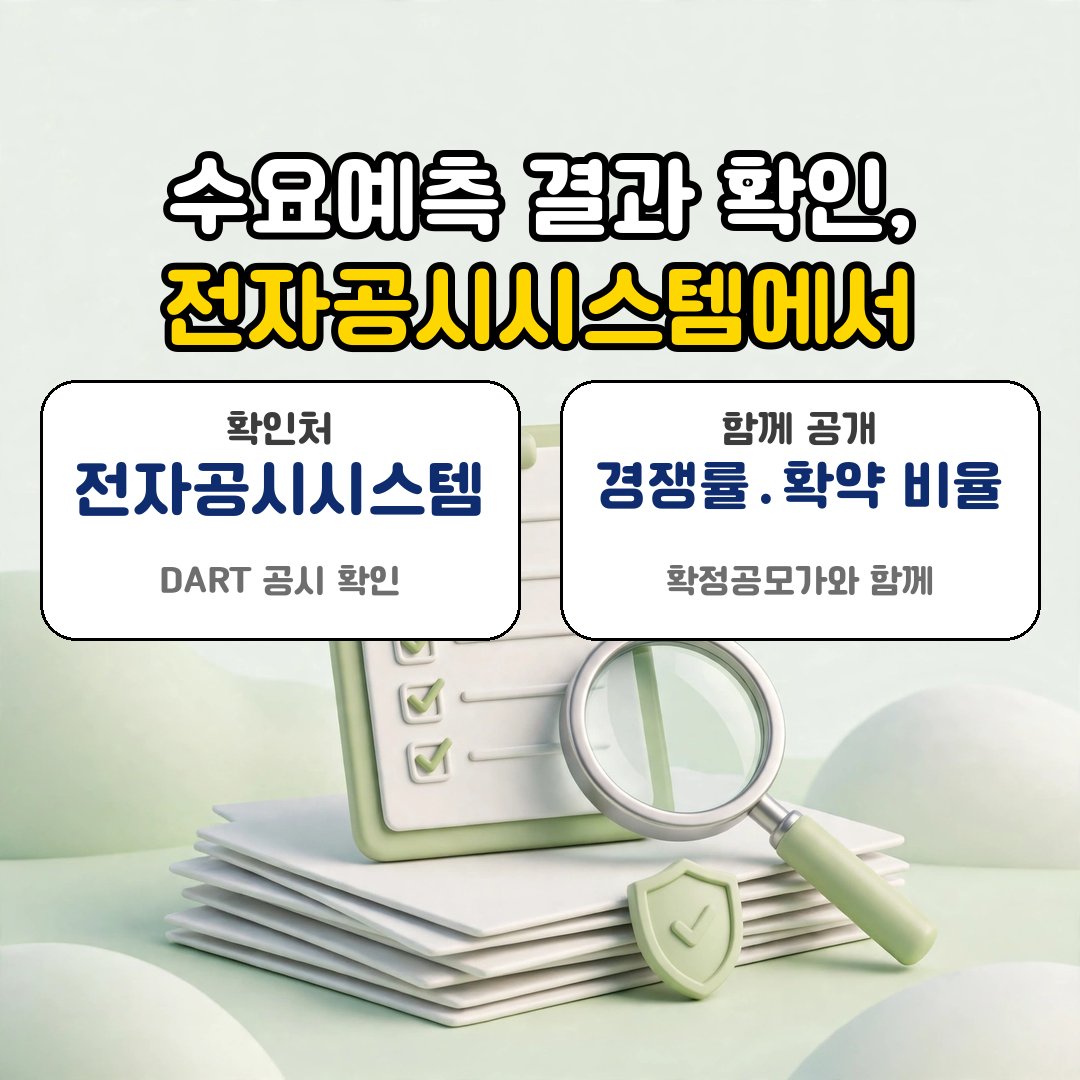 수요예측 결과 확인,
전자공시시스템에서
확인처
전자공시시스템
DART 공시 확인
함께 공개
경쟁률·확약 비율
확정공모가와 함께